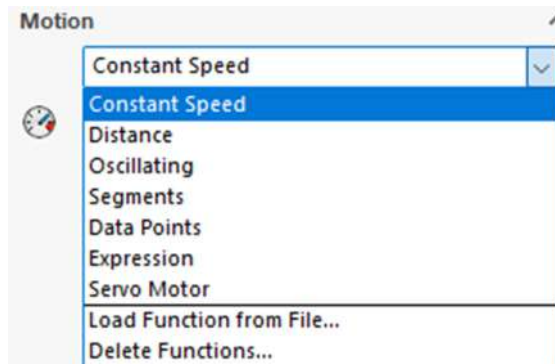 Motion
Constant Speed
Constant Speed
Distance
Oscillating
Segments
Data Points
Expression
Servo Motor
Load Function from File...
Delete Functions...